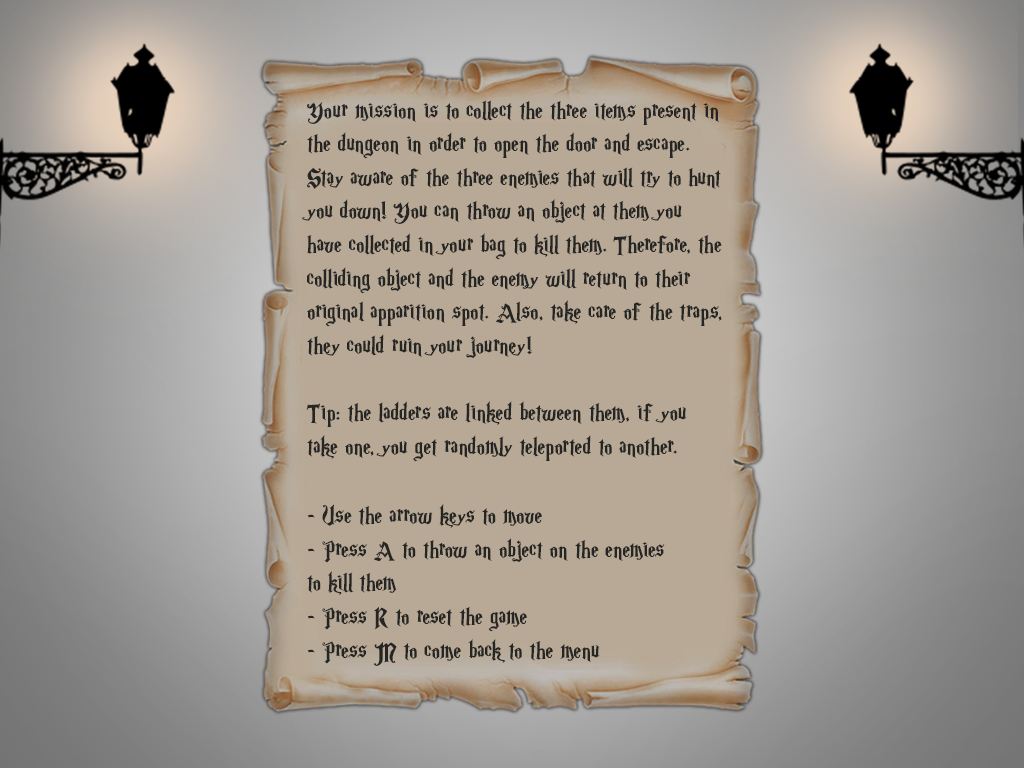 Your mission is to collect the three items present in
the dungeon in order to open the door and escape.
Stay aware of the three enemies that will try to hunt
you down! You can throw an object at them you
have collected in your bag to kill them. Therefore, the
colliding object and the enemy will return to their
original apparition spot. Also, take care of the traps,
they could ruin your journey!
Tip: the ladders are linked between them, if you
take one, you get randomly teleported to another.
- Use the arrow keys to move
- Press A to throw an object on the enemies
to kill them
- Press R to reset the game
- Press M to come back to the menu